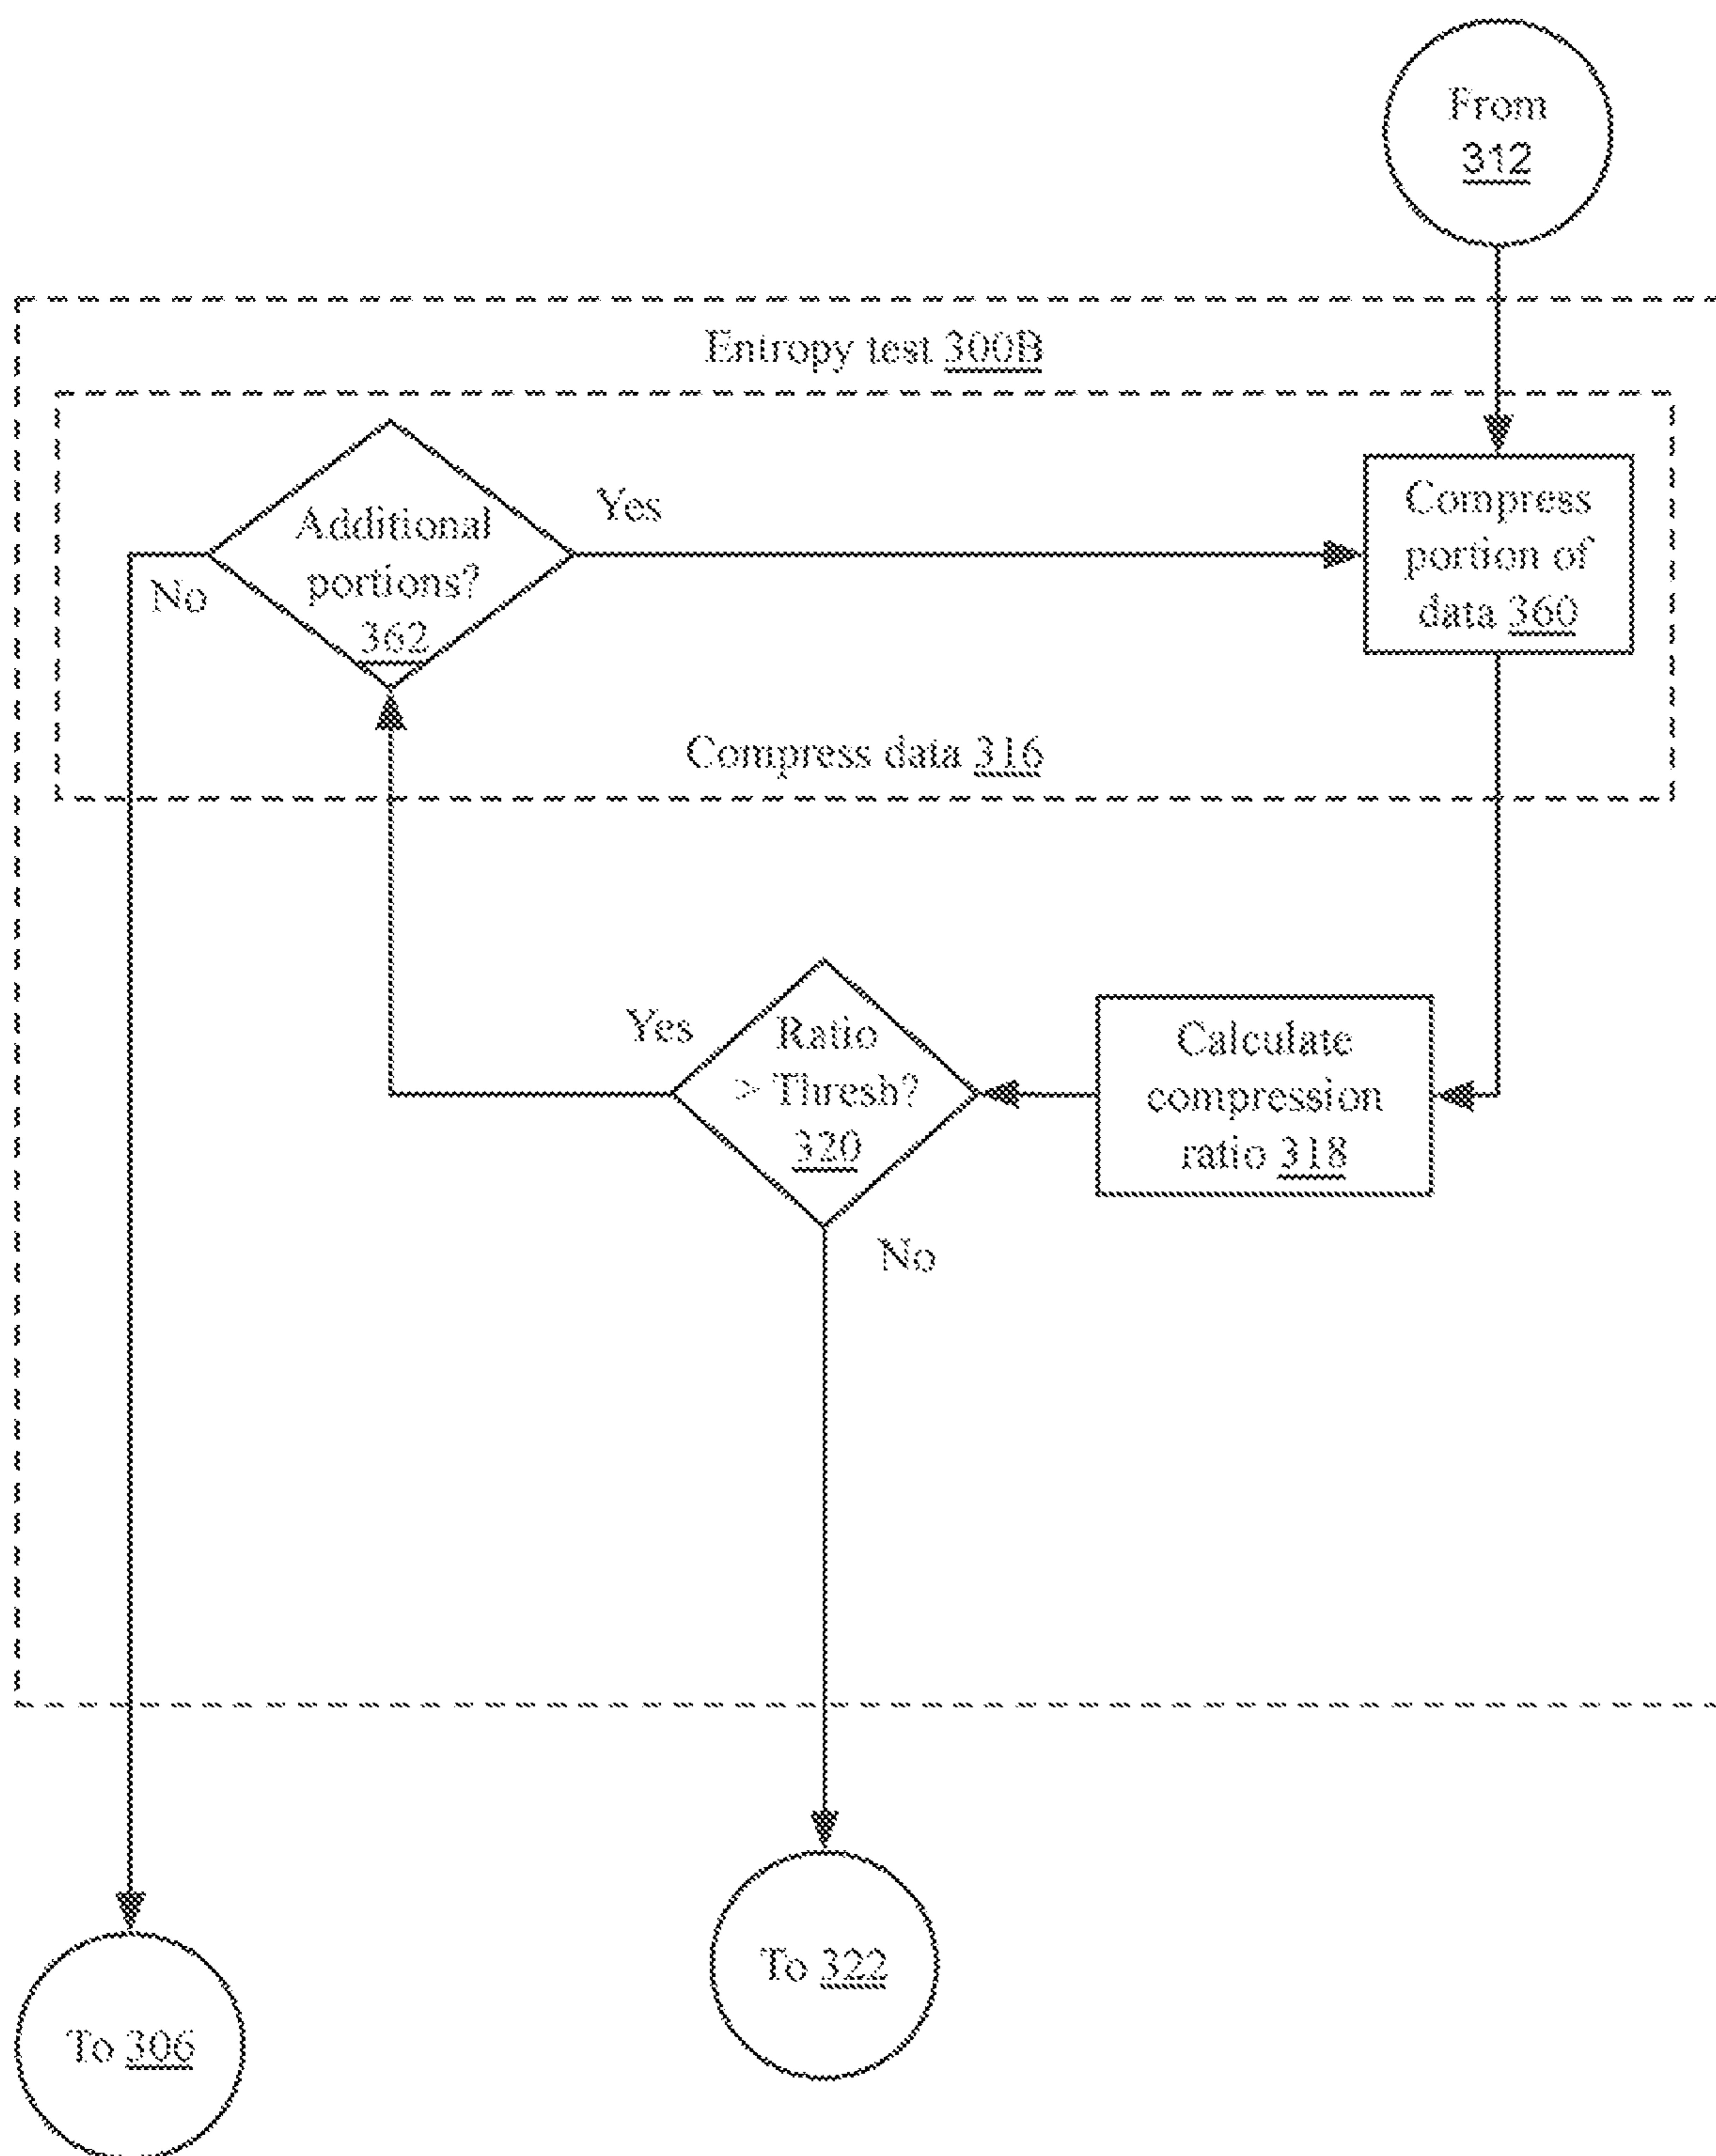 From
312
Entropy test 300B
Additional
portions?
362
Yes
No
Compress
portion of
data 360
Compress data 316
Yes
Ratio
> Thresh?
320
No
Calculate
compression
ratio 318
To 322
To 306